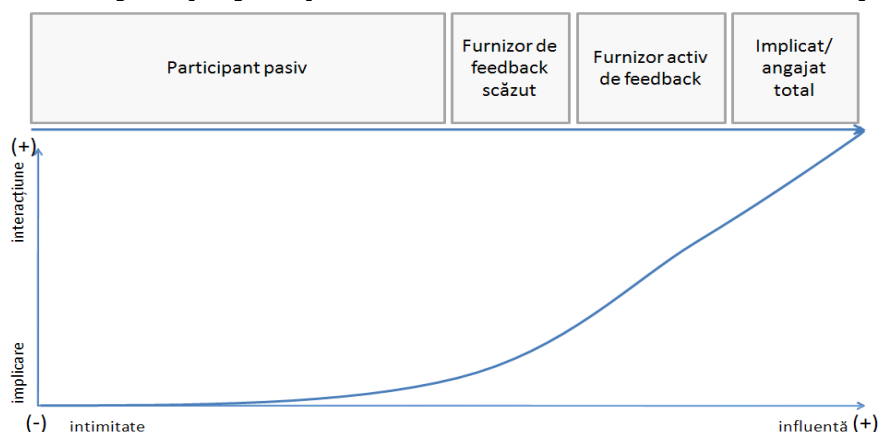 Participant pasiv
Furnizor de
feedback
scăzut
Furnizor activ
de feedback
Implicat/
angajat
total
(+)
interacțiune
implicare
(-)
intimitate
influență (+)